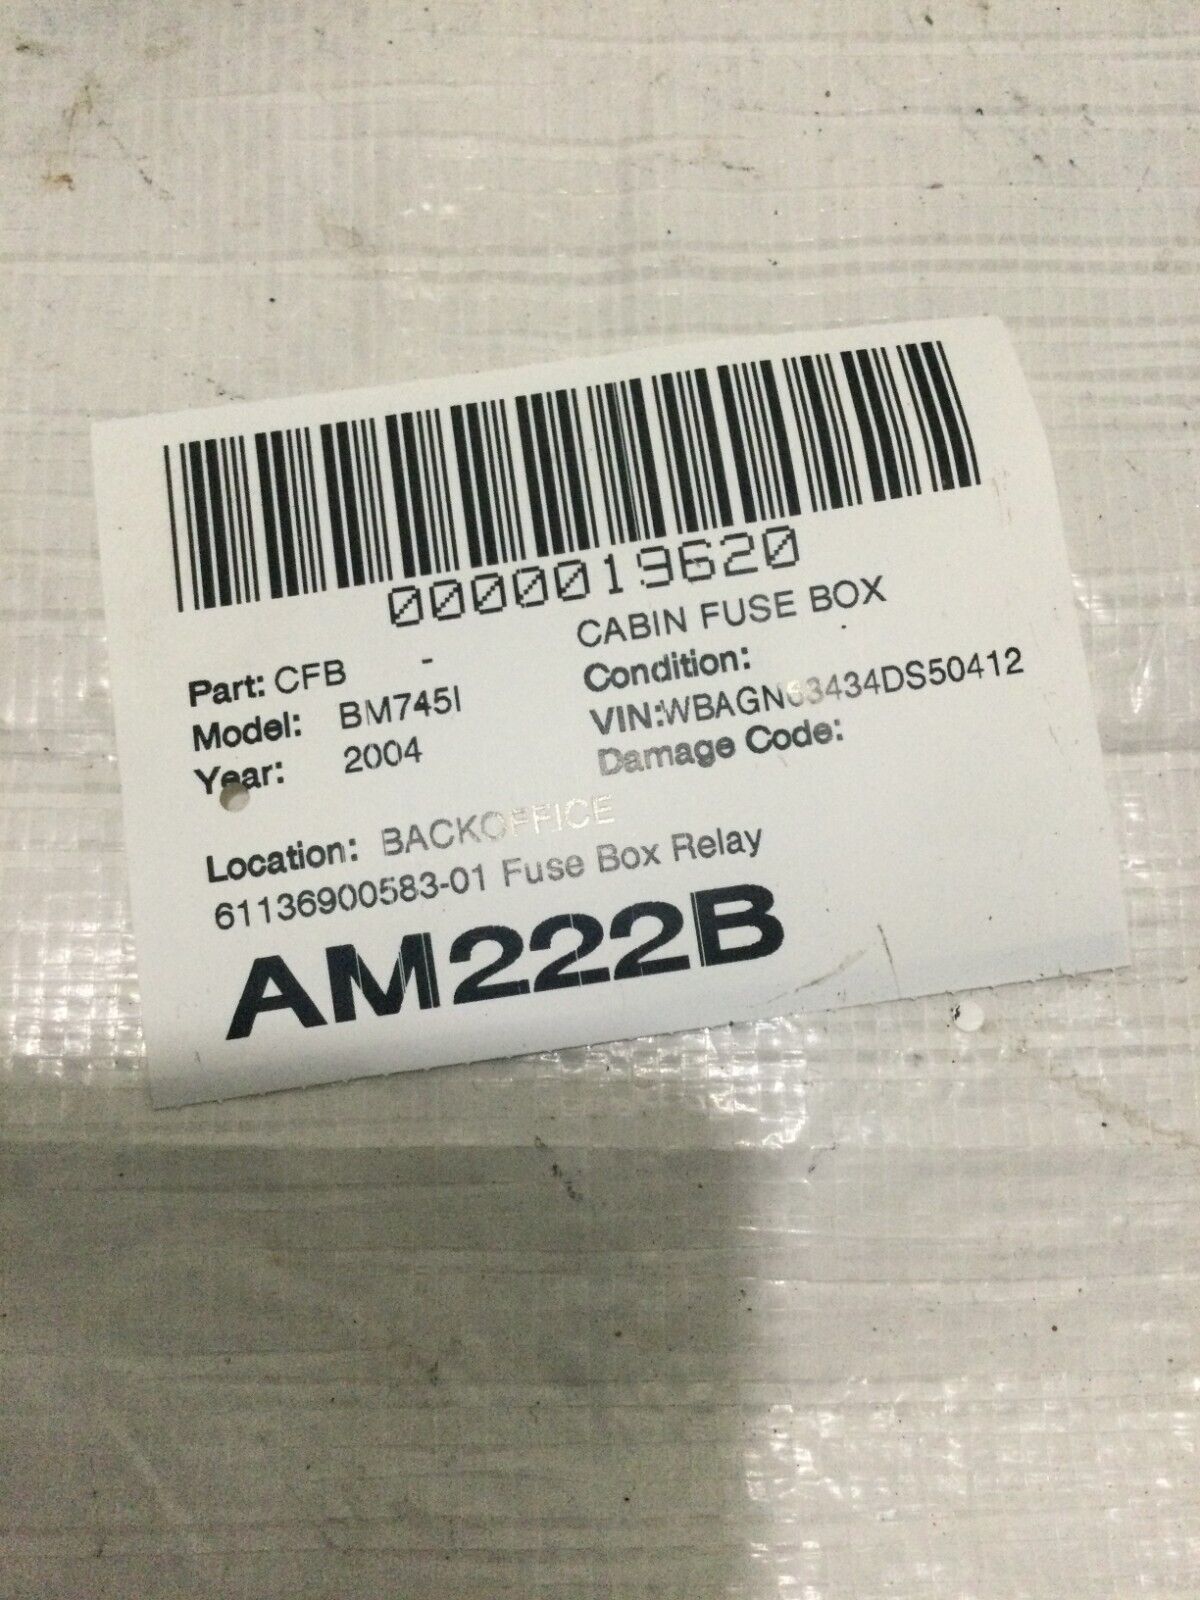 0000019620
Part: CFB - CABIN FUSE BOX
Model: BM745I Condition:
Year: 2004 VIN:WBAGN63434DS50412
Damage Code:
Location: BACKOFFICE
61136900583-01 Fuse Box Relay
AM222B